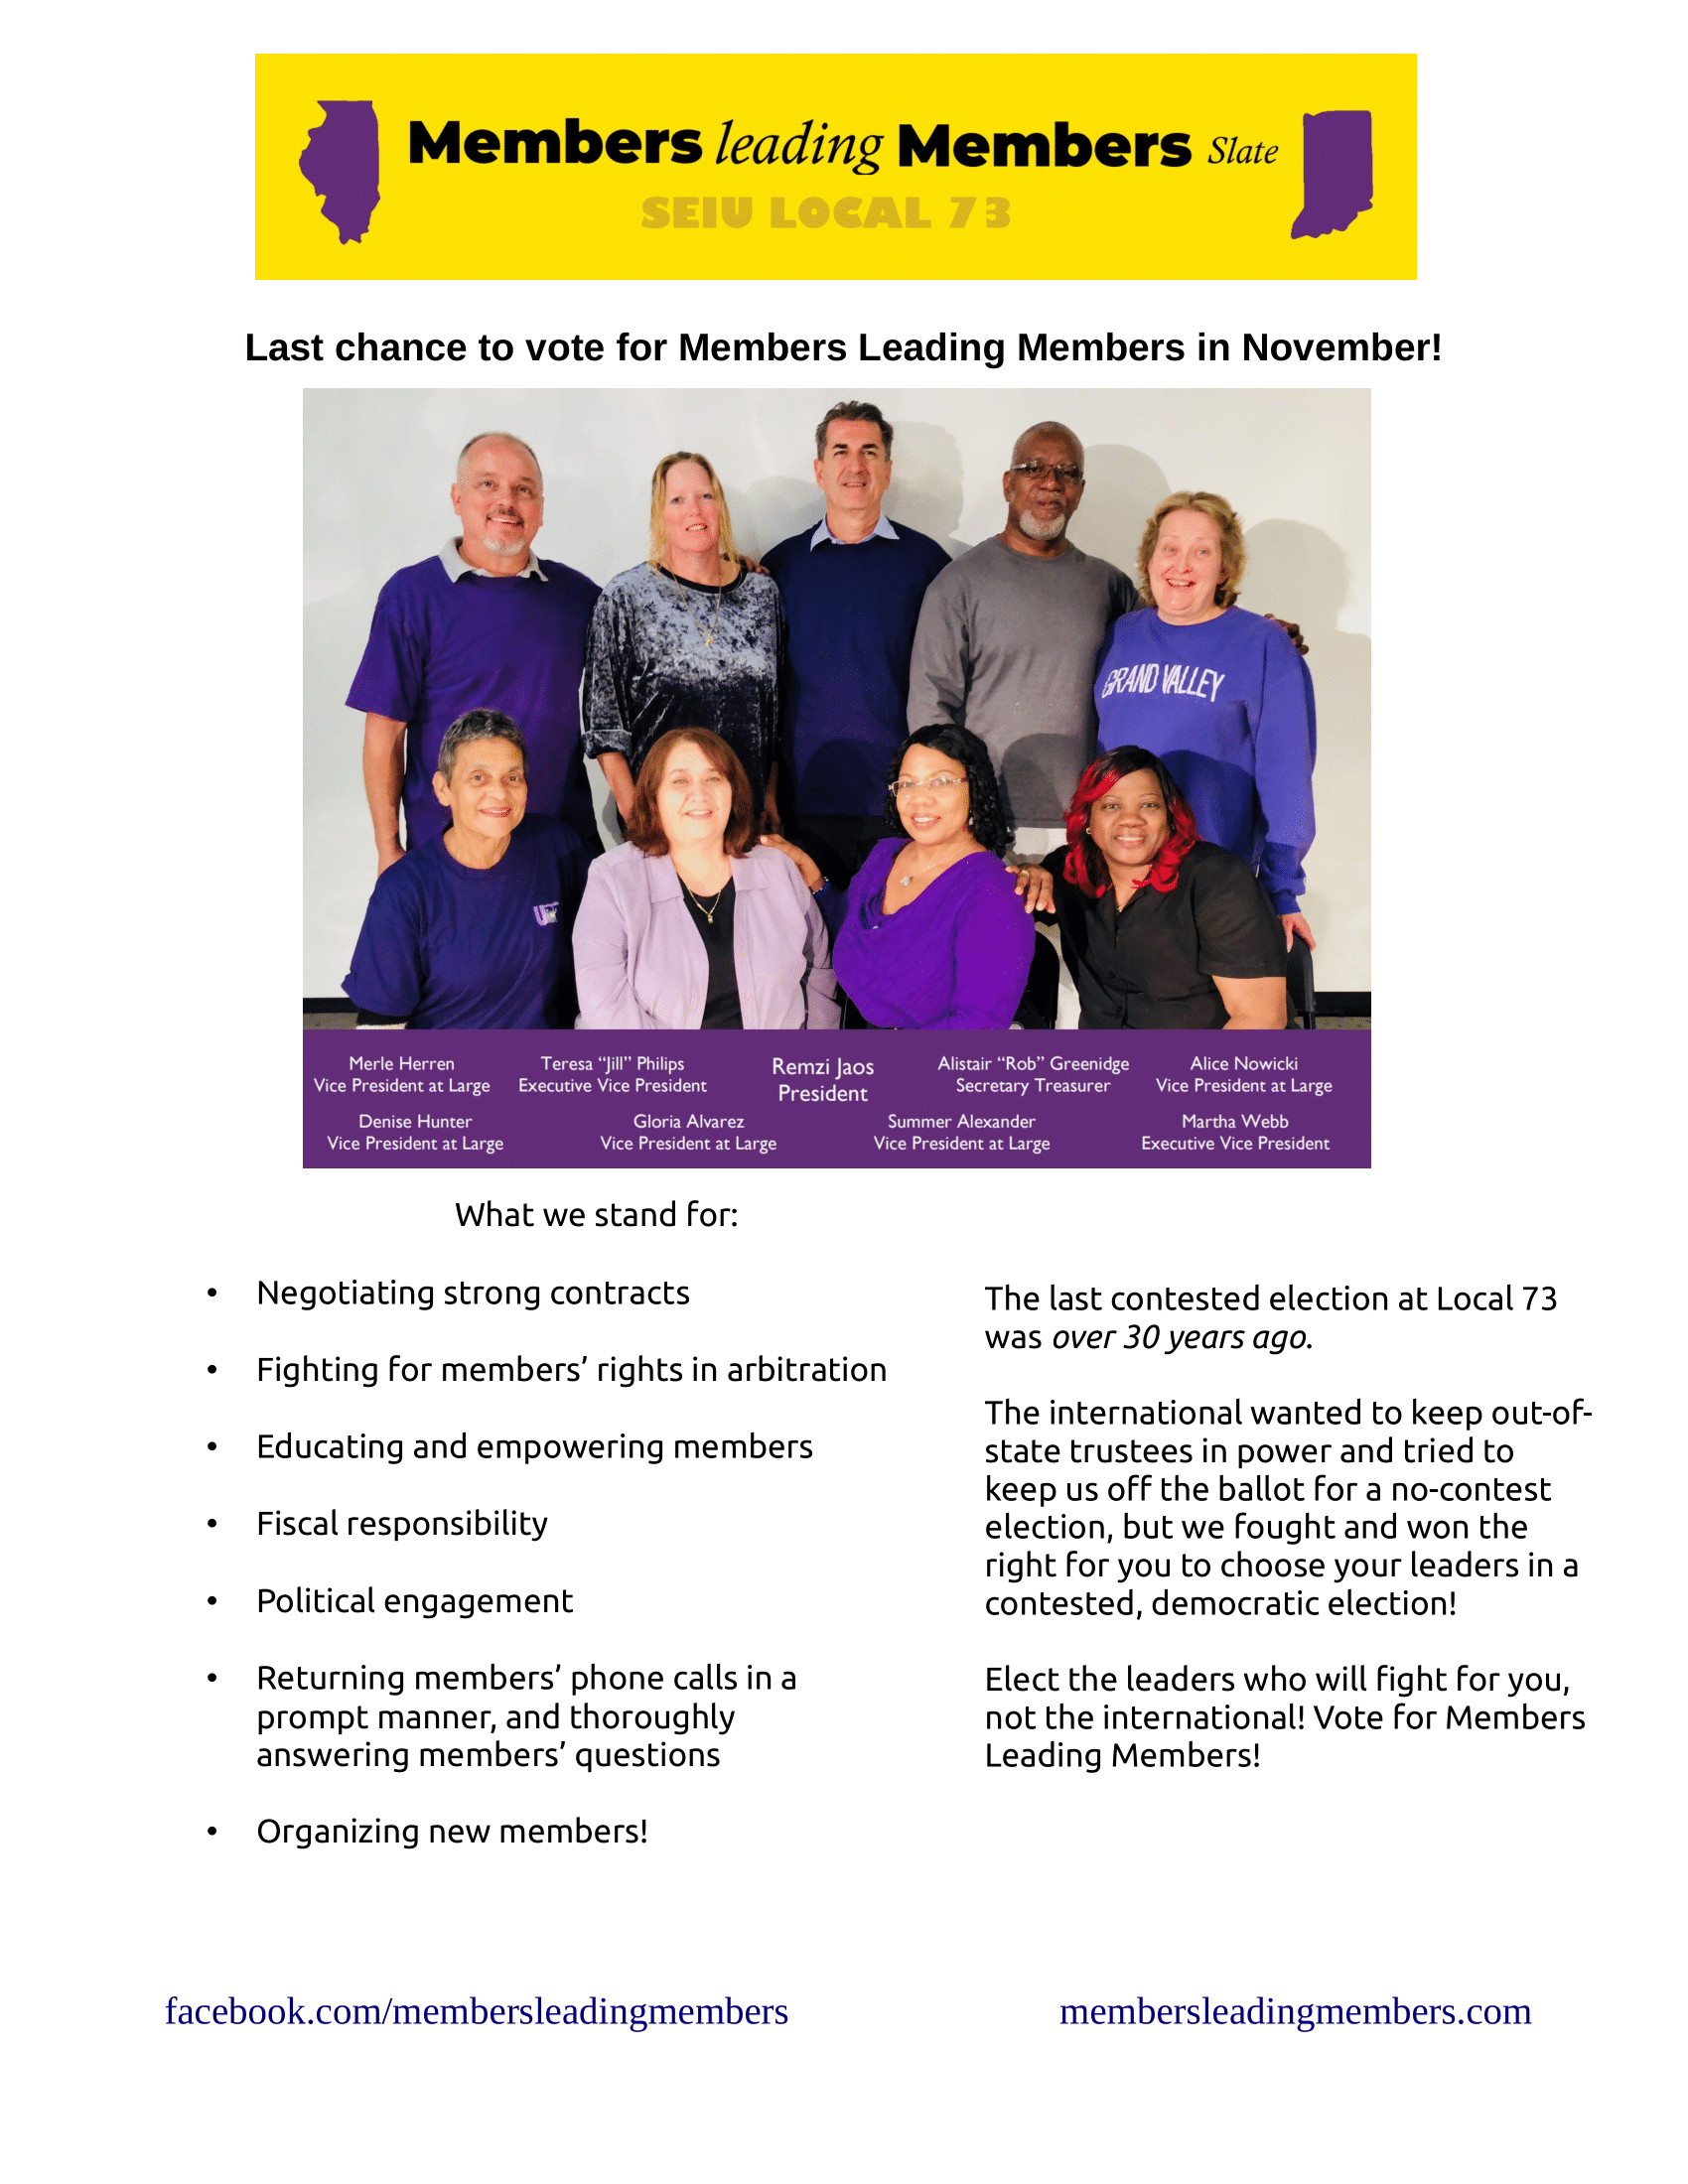 Members leading Members Slate
SEIU LOCAL 73
Last chance to vote for Members Leading Members in November!
GRAND VALLEY
Merle Herren
Vice President at Large
Teresa “Jill” Philips
Executive Vice President
Remzi Jaos
President
Alistair “Rob” Greenidge
Secretary Treasurer
Alice Nowicki
Vice President at Large
Denise Hunter
Vice President at Large
Gloria Alvarez
Vice President at Large
Summer Alexander
Vice President at Large
Martha Webb
Executive Vice President
What we stand for:
• Negotiating strong contracts
• Fighting for members’ rights in arbitration
• Educating and empowering members
• Fiscal responsibility
• Political engagement
• Returning members’ phone calls in a
prompt manner, and thoroughly
answering members’ questions
• Organizing new members!
The last contested election at Local 73
was over 30 years ago.
The international wanted to keep out-of-
state trustees in power and tried to
keep us off the ballot for a no-contest
election, but we fought and won the
right for you to choose your leaders in a
contested, democratic election!
Elect the leaders who will fight for you,
not the international! Vote for Members
Leading Members!
facebook.com/membersleadingmembers
membersleadingmembers.com